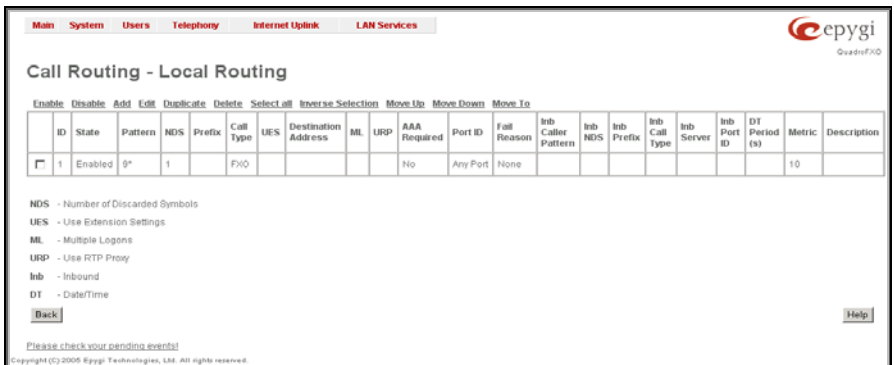 Main System Users Telephony Internet Uplink LAN Services
epygi
QuadroFXO
Call Routing - Local Routing
Enable Disable Add Edit Duplicate Delete Select all Inverse Selection Move Up Move Down Move To
ID State Pattern NDS Prefix Call Type UES Destination Address ML URP AAA Required Port ID Fail Reason Inb Caller Pattern Inb NDS Inb Prefix Inb Call Type Inb Server Inb Port ID DT Period (s) Metric Description
1 Enabled 9* 1 FXO No Any Port None 10
NDS - Number of Discarded Symbols
UES - Use Extension Settings
ML - Multiple Logons
URP - Use RTP Proxy
Inb - Inbound
DT - Date/Time
Back Help
Please check your pending events!
Copyright (C) 2005 Epygi Technologies, Ltd. All rights reserved.